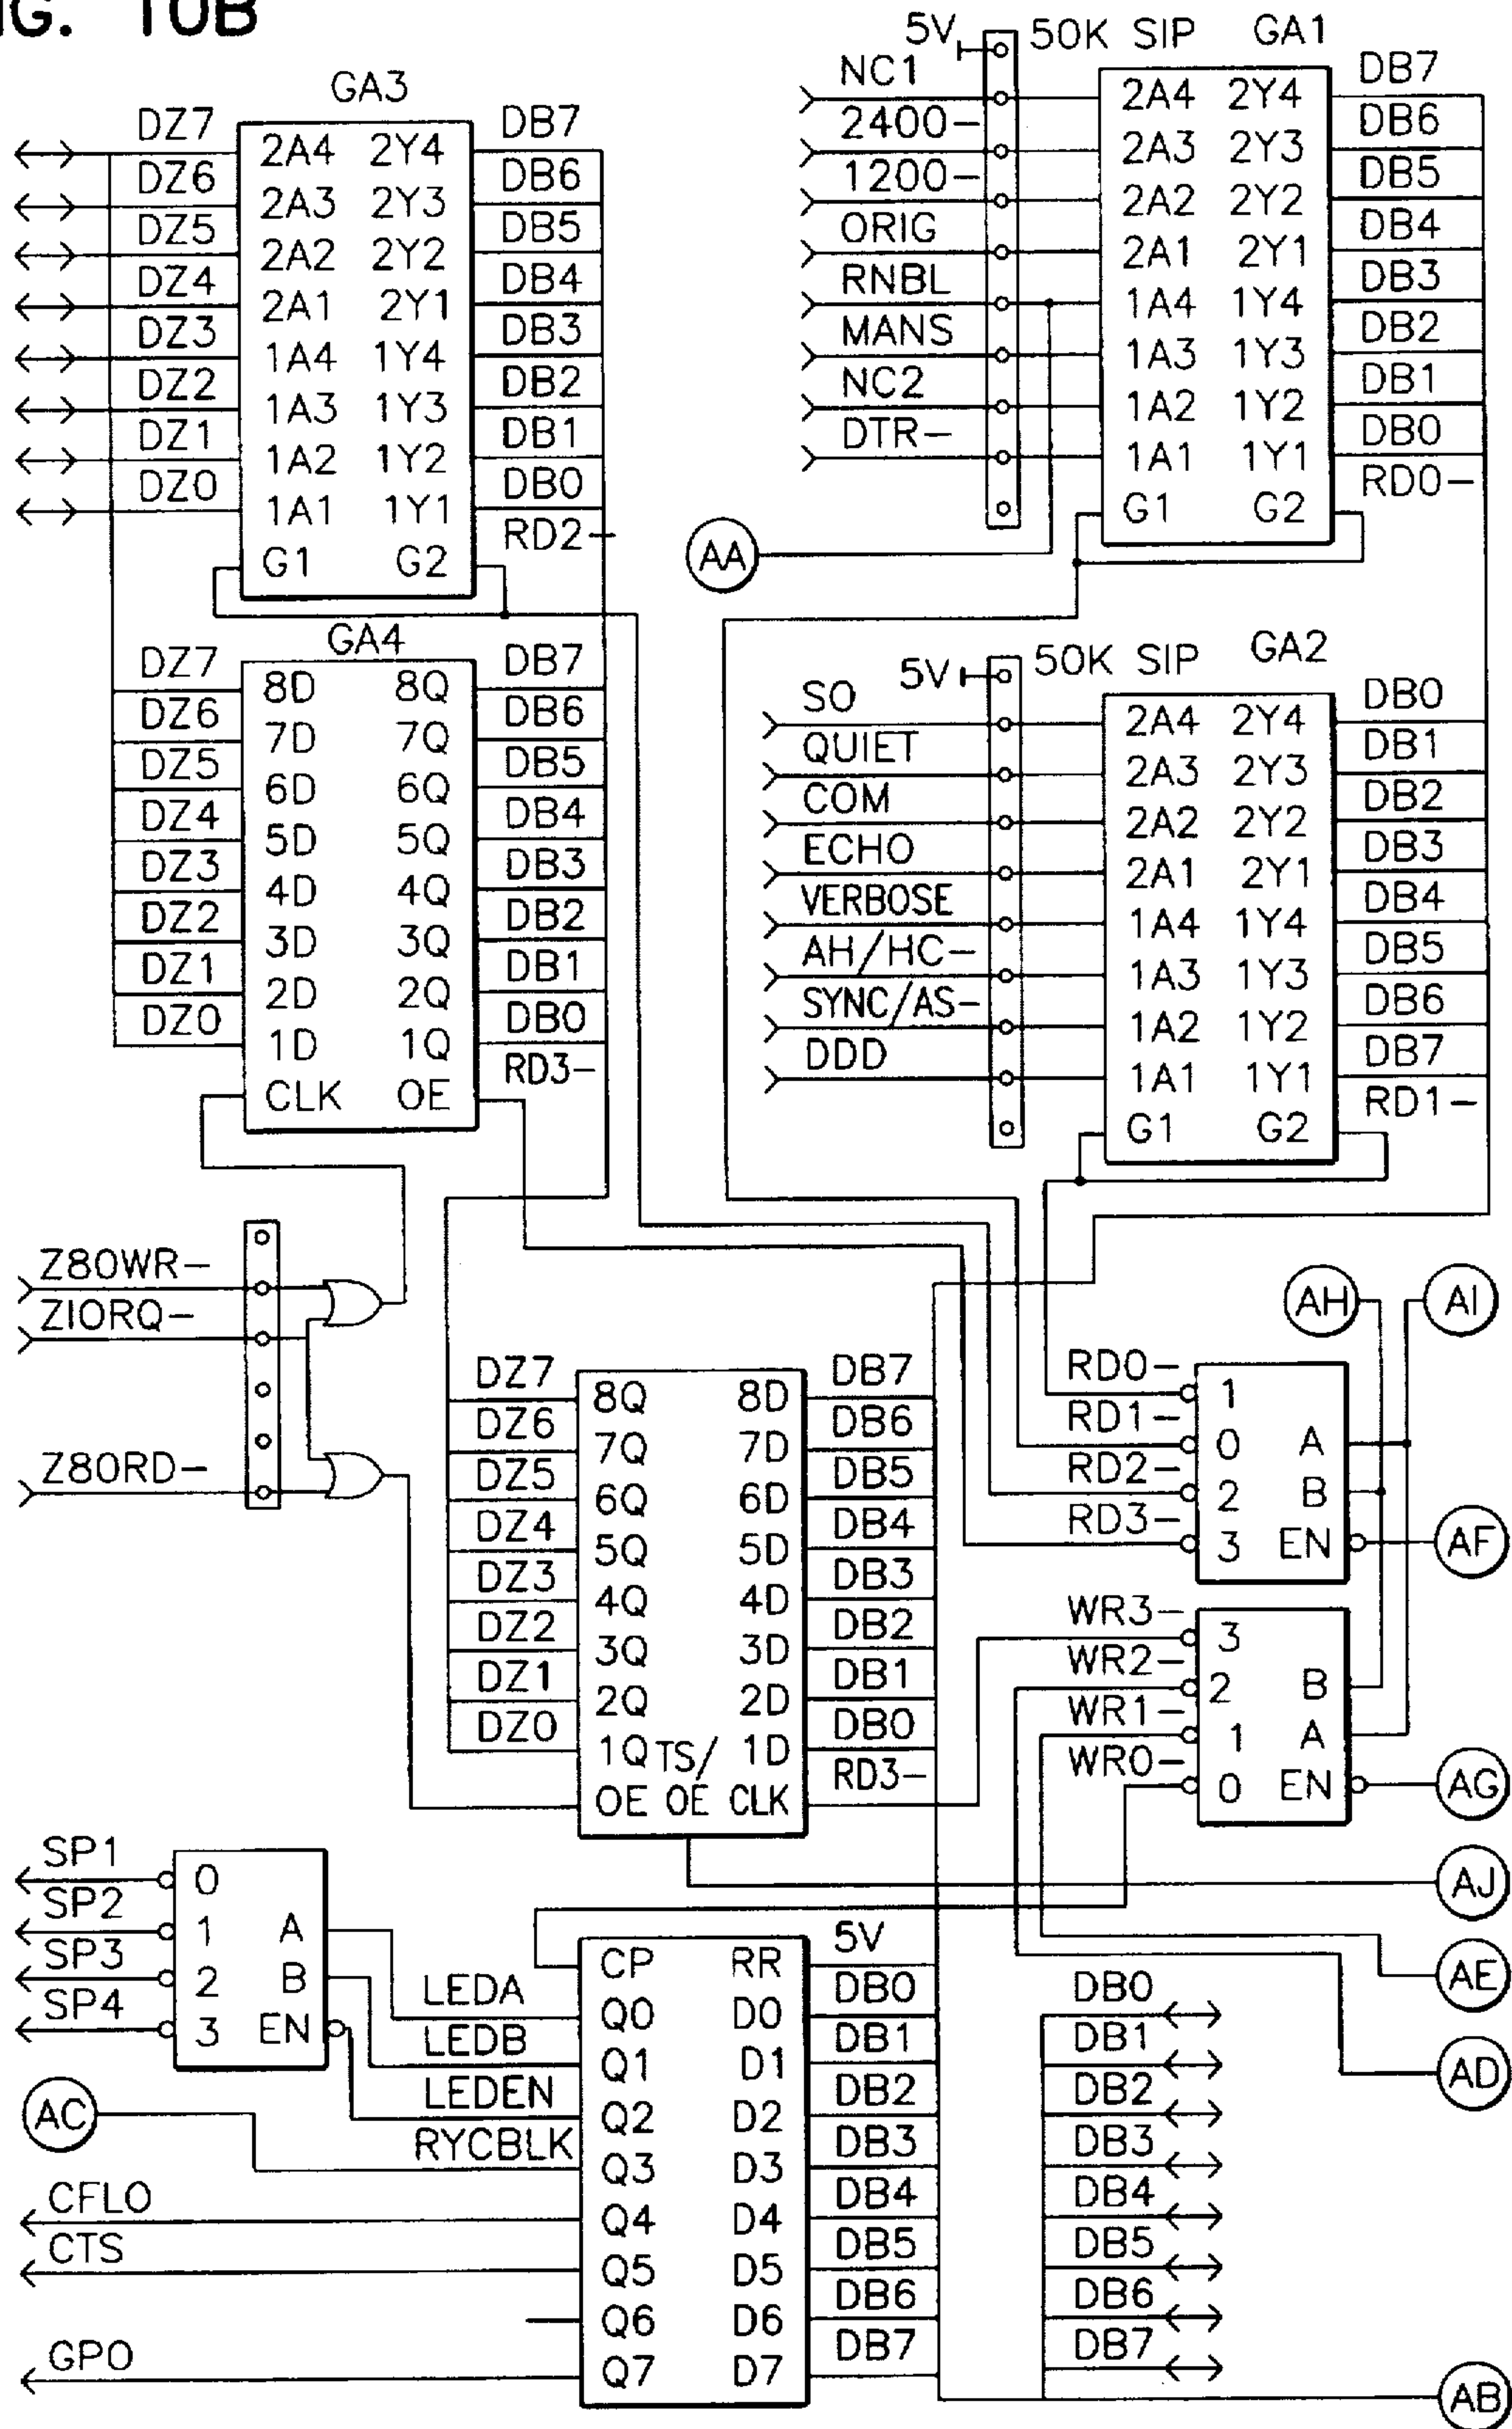 FIG. 10B
GA3
DZ7 2A4 2Y4 DB7
DZ6 2A3 2Y3 DB6
DZ5 2A2 2Y2 DB5
DZ4 2A1 2Y1 DB4
DZ3 1A4 1Y4 DB3
DZ2 1A3 1Y3 DB2
DZ1 1A2 1Y2 DB1
DZ0 1A1 1Y1 DB0
RD2-
G1 G2
5V 50K SIP GA1
NC1 2A4 2Y4 DB7
2400- 2A3 2Y3 DB6
1200- 2A2 2Y2 DB5
ORIG 2A1 2Y1 DB4
RNBL 1A4 1Y4 DB3
MANS 1A3 1Y3 DB2
NC2 1A2 1Y2 DB1
DTR- 1A1 1Y1 DB0
RD0-
G1 G2
AA
GA4
DZ7 8D 8Q DB7
DZ6 7D 7Q DB6
DZ5 6D 6Q DB5
DZ4 5D 5Q DB4
DZ3 4D 4Q DB3
DZ2 3D 3Q DB2
DZ1 2D 2Q DB1
DZ0 1D 1Q DB0
RD3-
CLK OE
5V 50K SIP GA2
SO 2A4 2Y4 DB0
QUIET 2A3 2Y3 DB1
COM 2A2 2Y2 DB2
ECHO 2A1 2Y1 DB3
VERBOSE 1A4 1Y4 DB4
AH/HC- 1A3 1Y3 DB5
SYNC/AS- 1A2 1Y2 DB6
DDD 1A1 1Y1 DB7
RD1-
G1 G2
Z80WR-
ZIORQ-
Z80RD-
AH AI
DZ7 8Q 8D DB7
DZ6 7Q 7D DB6
DZ5 6Q 6D DB5
DZ4 5Q 5D DB4
DZ3 4Q 4D DB3
DZ2 3Q 3D DB2
DZ1 2Q 2D DB1
DZ0 1Q TS/ 1D DB0
OE OE CLK RD3-
RD0- 1
RD1- 0 A
RD2- 2 B
RD3- 3 EN AF
WR3- 3
WR2- 2 B
WR1- 1 A
WR0- 0 EN AG
AJ
SP1 0
SP2 1 A
SP3 2 B
SP4 3 EN
AC
CP RR 5V
LEDA Q0 D0 DB0
LEDB Q1 D1 DB1
LEDEN Q2 D2 DB2
RYCBLK Q3 D3 DB3
CFLO Q4 D4 DB4
CTS Q5 D5 DB5
Q6 D6 DB6
GPO Q7 D7 DB7
AE
AD
DB0
DB1
DB2
DB3
DB4
DB5
DB6
DB7
AB